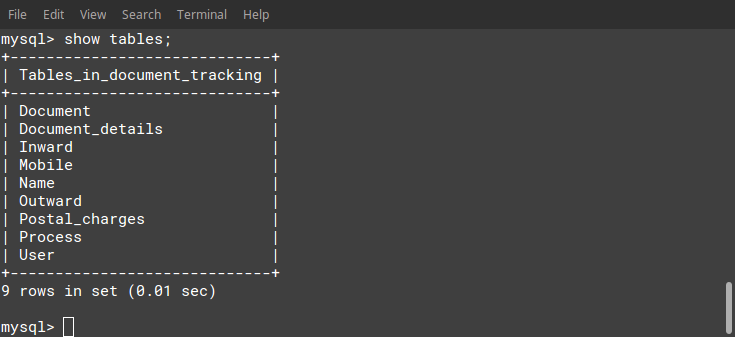 File Edit View Search Terminal Help
mysql> show tables;
+-----------------------------+
| Tables_in_document_tracking |
+-----------------------------+
| Document                    |
| Document_details            |
| Inward                      |
| Mobile                      |
| Name                        |
| Outward                     |
| Postal_charges              |
| Process                     |
| User                        |
+-----------------------------+
9 rows in set (0.01 sec)
mysql>